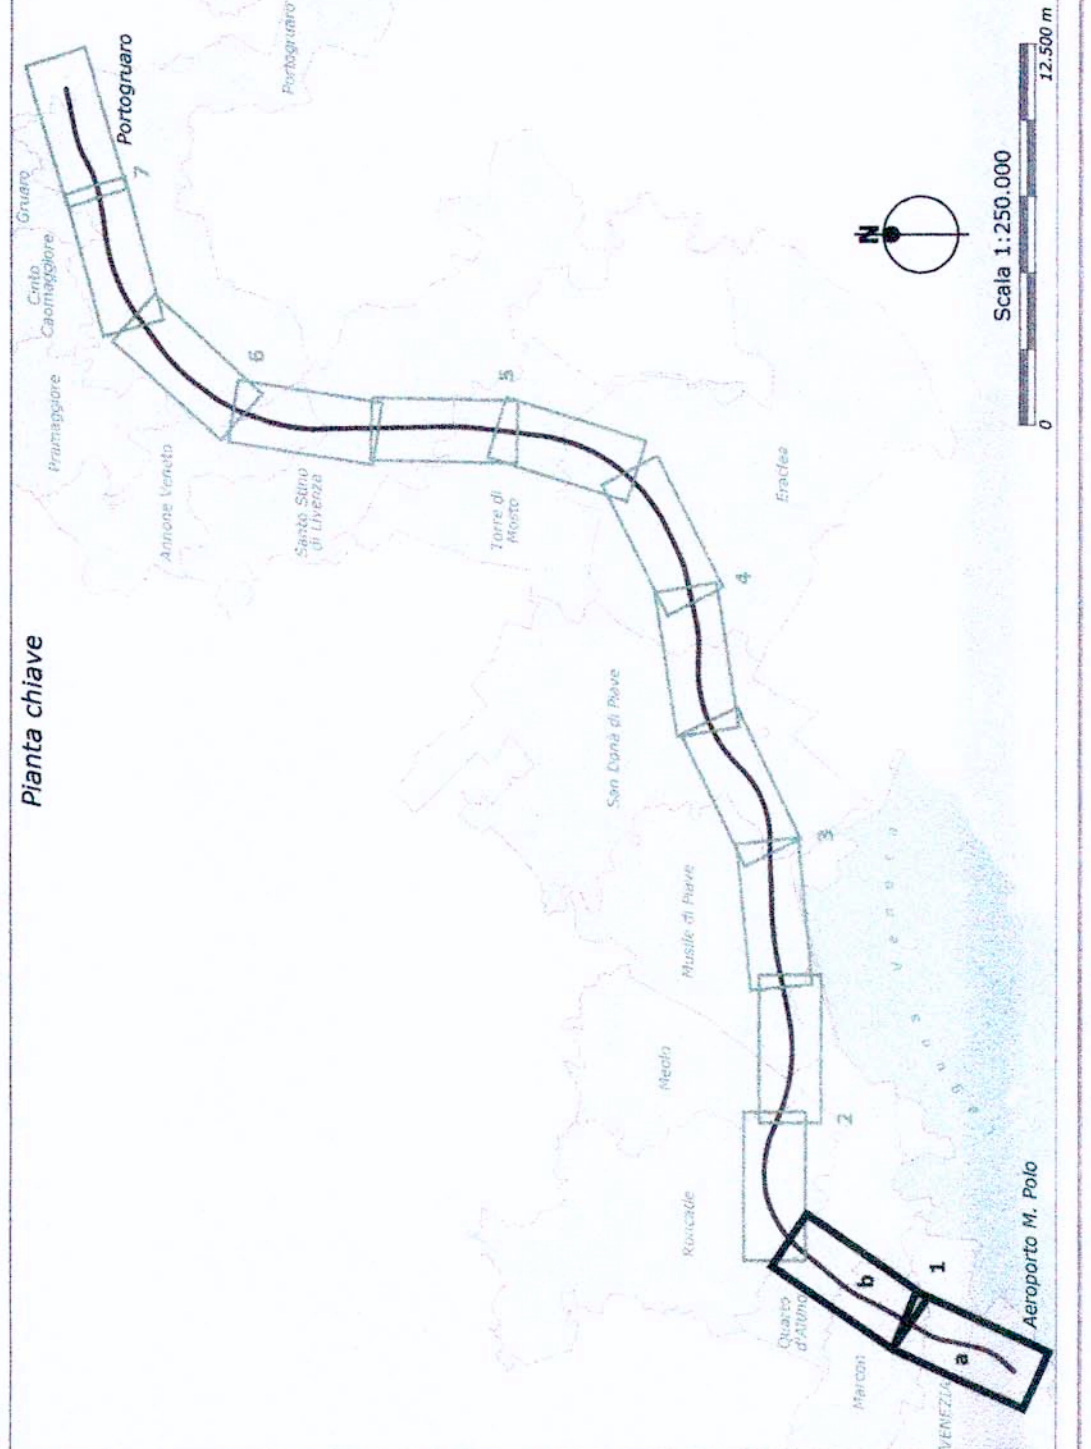 Pianta chiave
Portogruaro
Gruaro
Cinto
Caomaggiore
Pramaggiore
Annone Veneto
Santo Stino
di Livenza
Torre di
Mosto
San Donà di Piave
Musile di Piave
Meolo
Roncade
Quarto
d'Altino
Marcon
VENEZIA
Aeroporto M. Polo
Eraclea
Portogruaro
a
b
1
2
3
4
5
6
7
Laguna Veneta
N
Scala 1:250.000
0
12.500 m